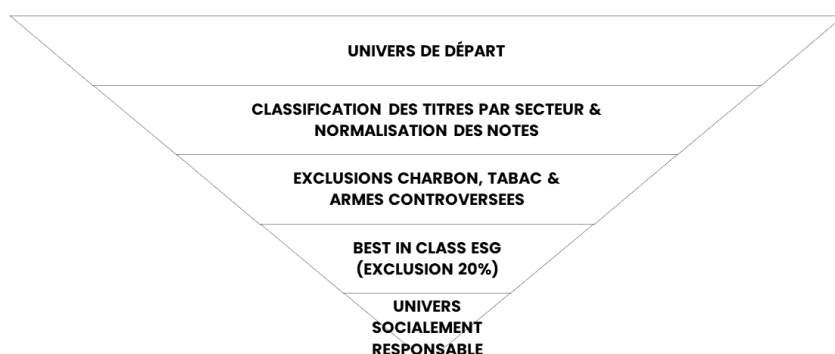 UNIVERS DE DÉPART
CLASSIFICATION DES TITRES PAR SECTEUR &
NORMALISATION DES NOTES
EXCLUSIONS CHARBON, TABAC &
ARMES CONTROVERSEES
BEST IN CLASS ESG
(EXCLUSION 20%)
UNIVERS
SOCIALEMENT
RESPONSABLE